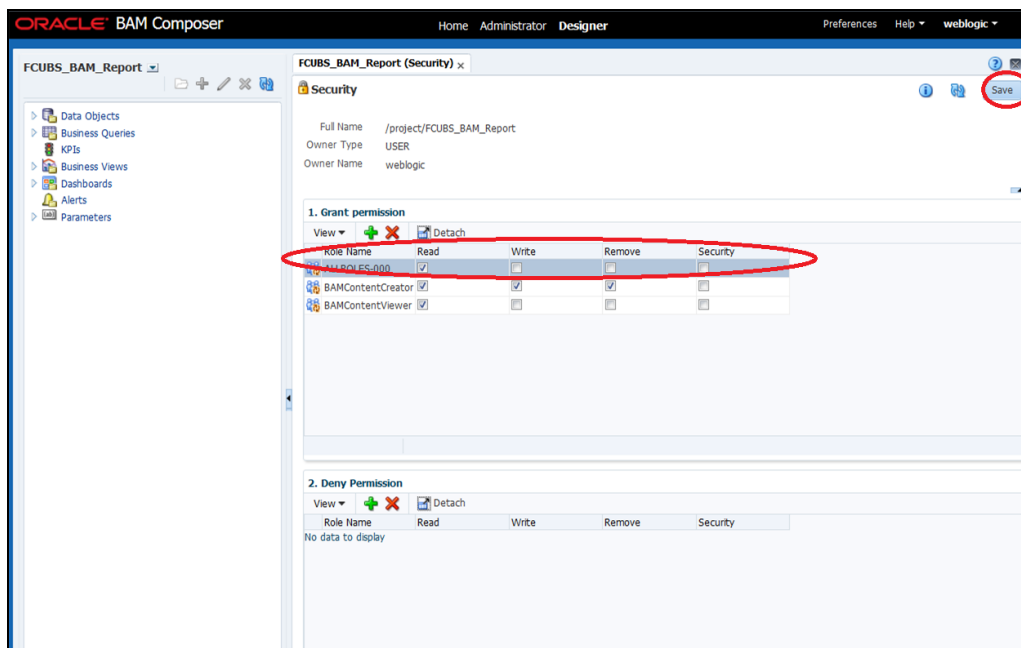 ORACLE BAM Composer Home Administrator Designer Preferences Help weblogic
FCUBS_BAM_Report
Data Objects
Business Queries
KPIs
Business Views
Dashboards
Alerts
Parameters
FCUBS_BAM_Report (Security) x
Security Save
Full Name /project/FCUBS_BAM_Report
Owner Type USER
Owner Name weblogic
1. Grant permission
View Detach
Role Name Read Write Remove Security
ALLROLES-000
BAMContentCreator
BAMContentViewer
2. Deny Permission
View Detach
Role Name Read Write Remove Security
No data to display